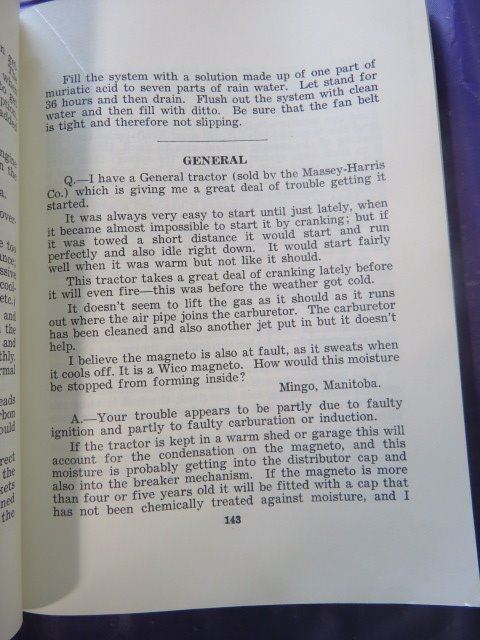 Fill the system with a solution made up of one part of
muriatic acid to seven parts of rain water. Let stand for
36 hours and then drain. Flush out the system with clean
water and then fill with ditto. Be sure that the fan belt
is tight and therefore not slipping.
GENERAL
Q.—I have a General tractor (sold by the Massey-Harris
Co.) which is giving me a great deal of trouble getting it
started.
It was always very easy to start until just lately, when
it became almost impossible to start it by cranking; but if
it was towed a short distance it would start and run
perfectly and also idle right down. It would start fairly
well when it was warm but not like it should.
This tractor takes a great deal of cranking lately before
it will even fire—this was before the weather got cold.
It doesn't seem to lift the gas as it should as it runs
out where the air pipe joins the carburetor. The carburetor
has been cleaned and also another jet put in but it doesn't
help.
I believe the magneto is also at fault, as it sweats when
it cools off. It is a Wico magneto. How would this moisture
be stopped from forming inside?
Mingo, Manitoba.
A.—Your trouble appears to be partly due to faulty
ignition and partly to faulty carburation or induction.
If the tractor is kept in a warm shed or garage this will
account for the condensation on the magneto, and this
moisture is probably getting into the distributor cap and
also into the breaker mechanism. If the magneto is more
than four or five years old it will be fitted with a cap that
has not been chemically treated against moisture, and I
143